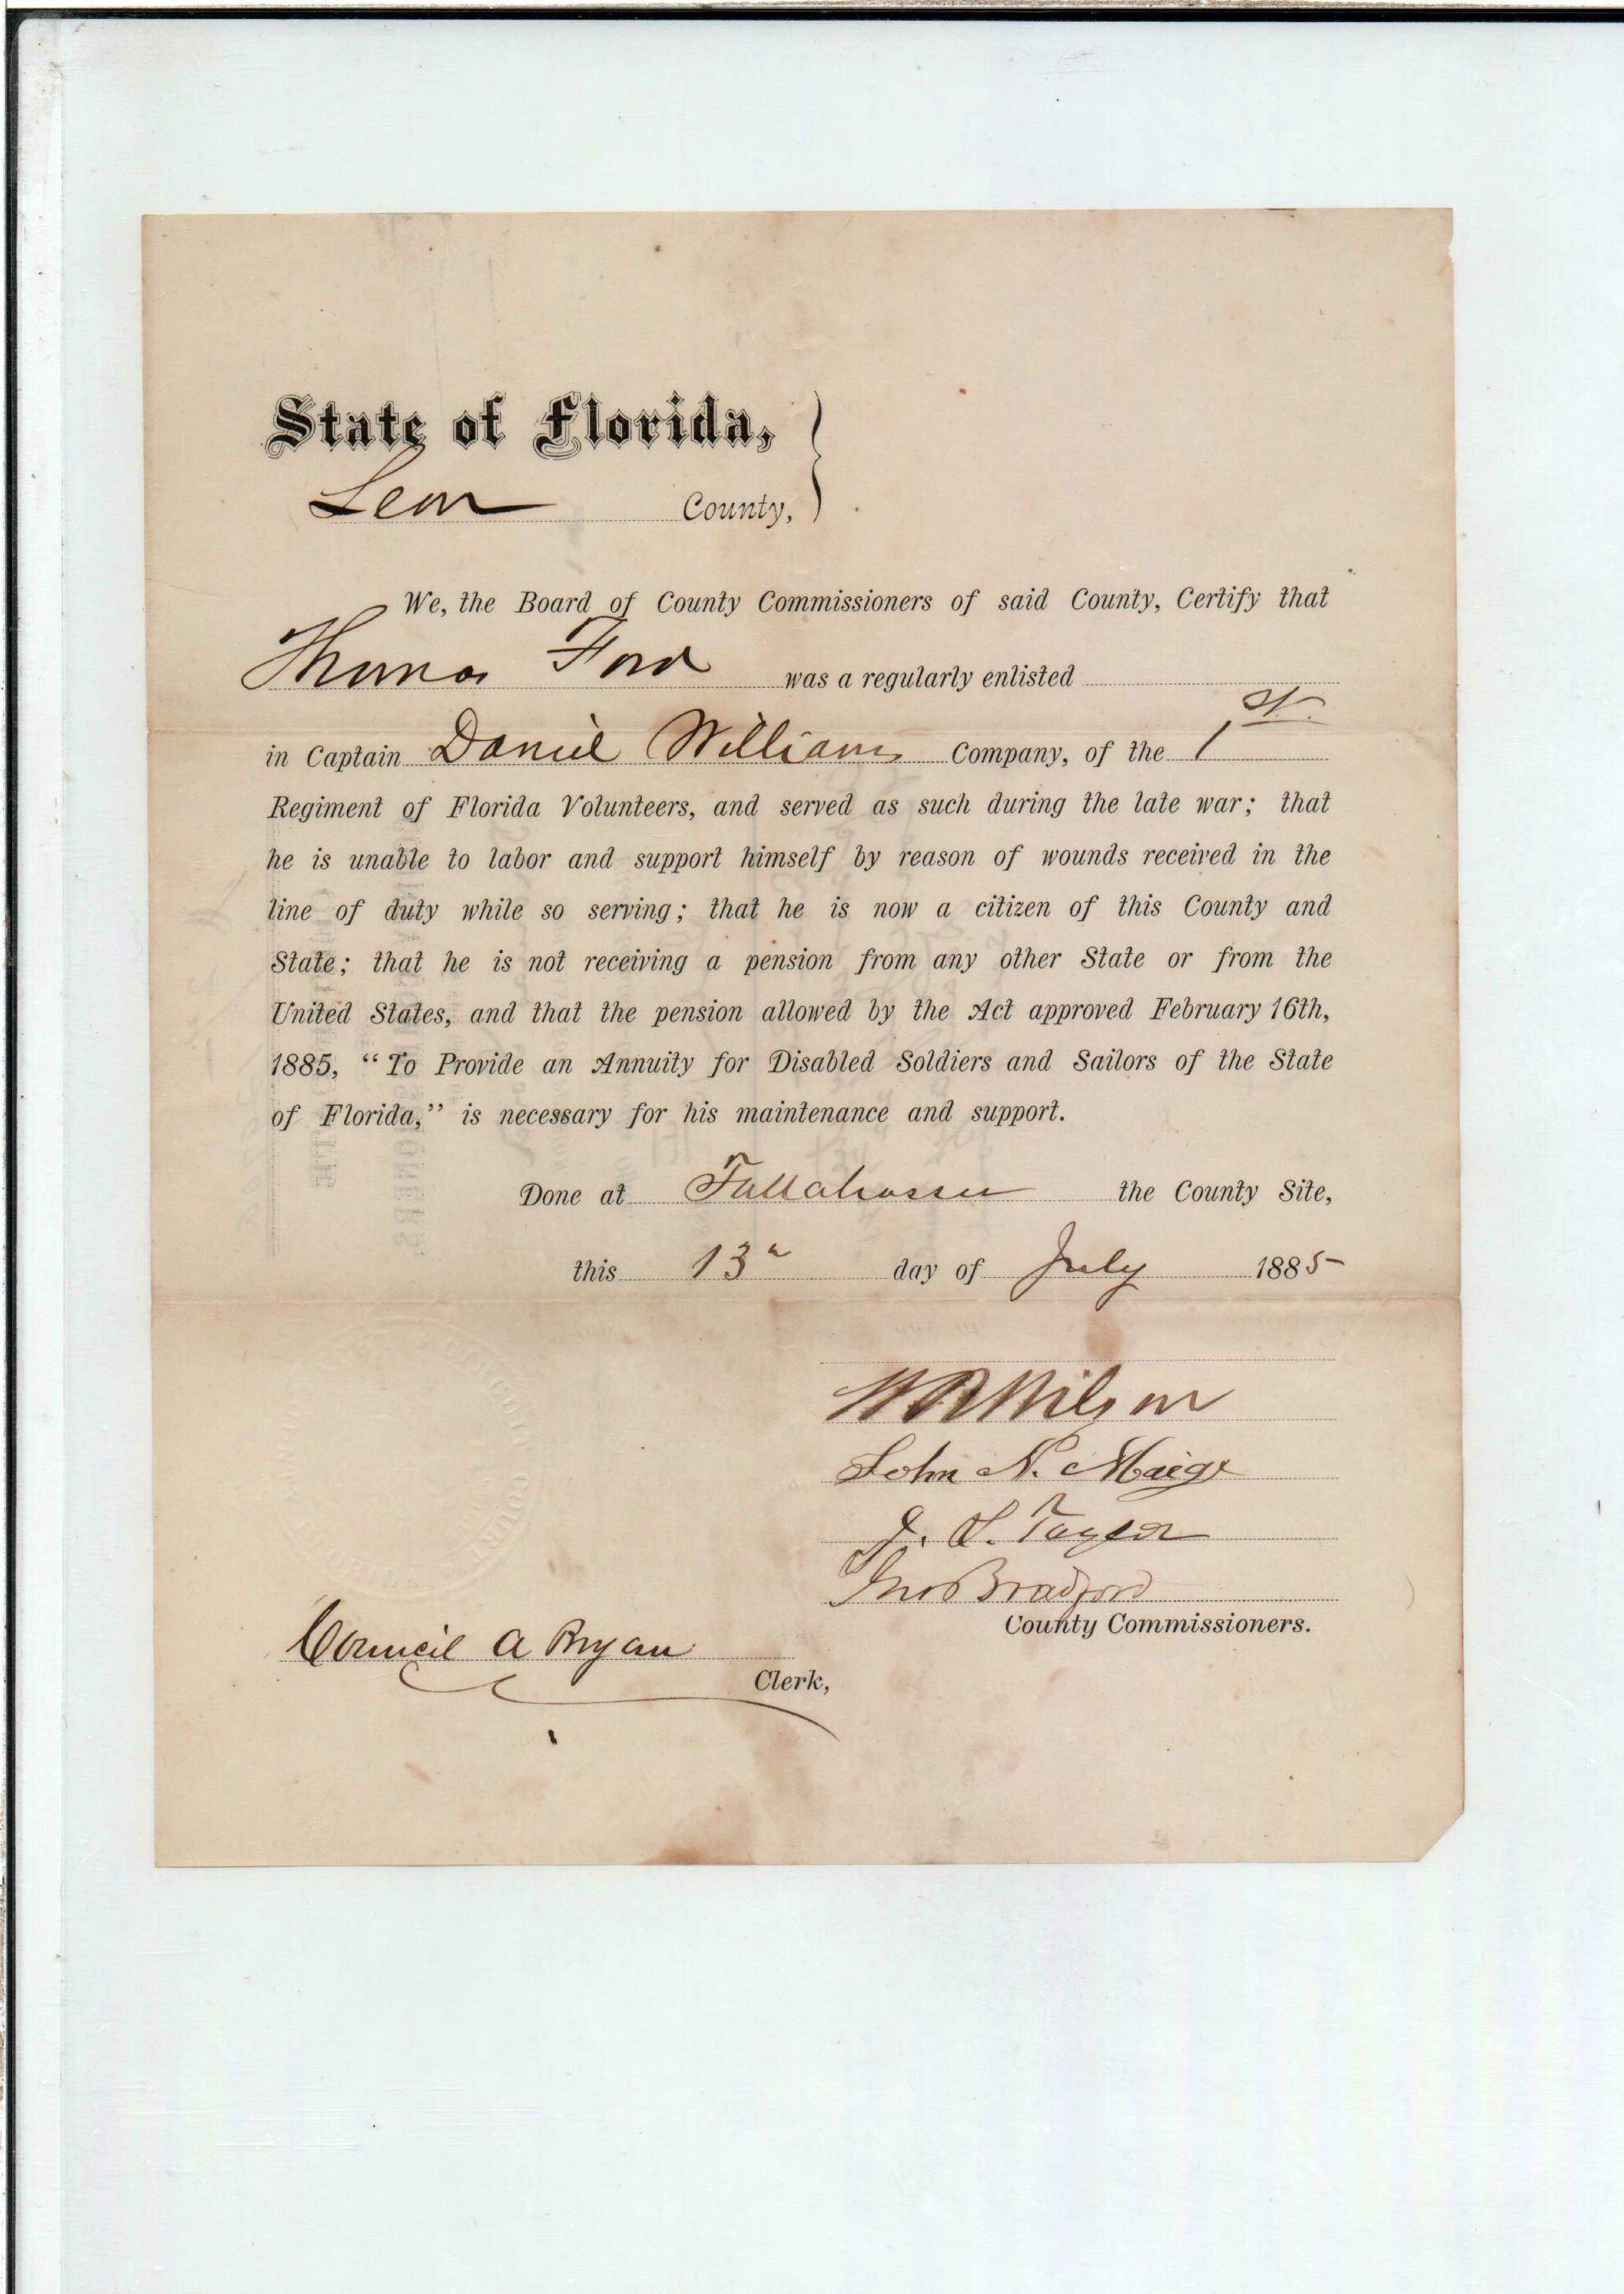 State of Florida,
Leon County,
We, the Board of County Commissioners of said County, Certify that
Thomas Ford was a regularly enlisted
in Captain Daniel Williams Company, of the 1st
Regiment of Florida Volunteers, and served as such during the late war; that
he is unable to labor and support himself by reason of wounds received in the
line of duty while so serving; that he is now a citizen of this County and
State; that he is not receiving a pension from any other State or from the
United States, and that the pension allowed by the Act approved February 16th,
1885, “To Provide an Annuity for Disabled Soldiers and Sailors of the State
of Florida,” is necessary for his maintenance and support.
Done at Tallahassee the County Site,
this 13 day of July 1885
W R Wilson
John N. Maige
J. Taylor
Jno Bradford
County Commissioners.
Council A Bryan
Clerk,